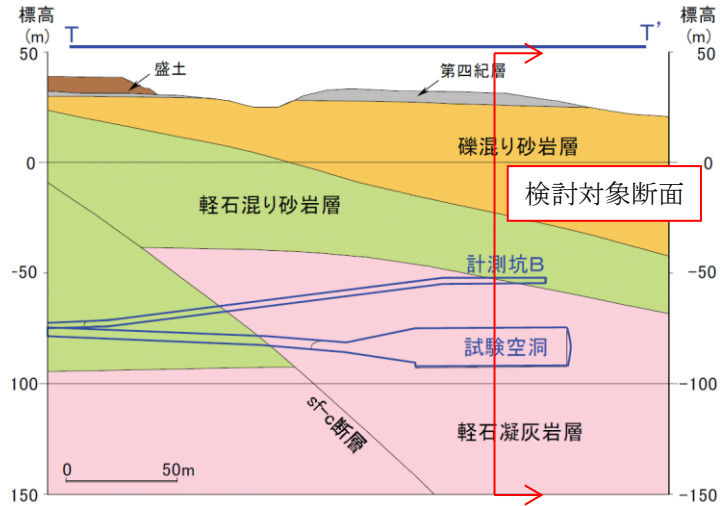 標高
(m)
T
T'
標高
(m)
50
50
盛土
第四紀層
礫混り砂岩層
0
0
検討対象断面
軽石混り砂岩層
-50
-50
計測坑B
試験空洞
100
-100
sf-c断層
軽石凝灰岩層
0
50m
150
-150